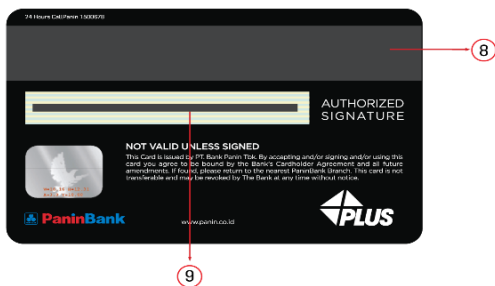 24 Hours CallPanin 1500678
8
AUTHORIZED
SIGNATURE
NOT VALID UNLESS SIGNED
This Card is issued by PT. Bank Panin Tbk. By accepting and/or signing and/or using this
card you agree to be bound by the Bank's Cardholder Agreement and all future
amendments. If found, please return to the nearest PaninBank Branch. This card is not
transferable and may be revoked by The Bank at any time without notice.
PaninBank
www.panin.co.id
PLUS
9